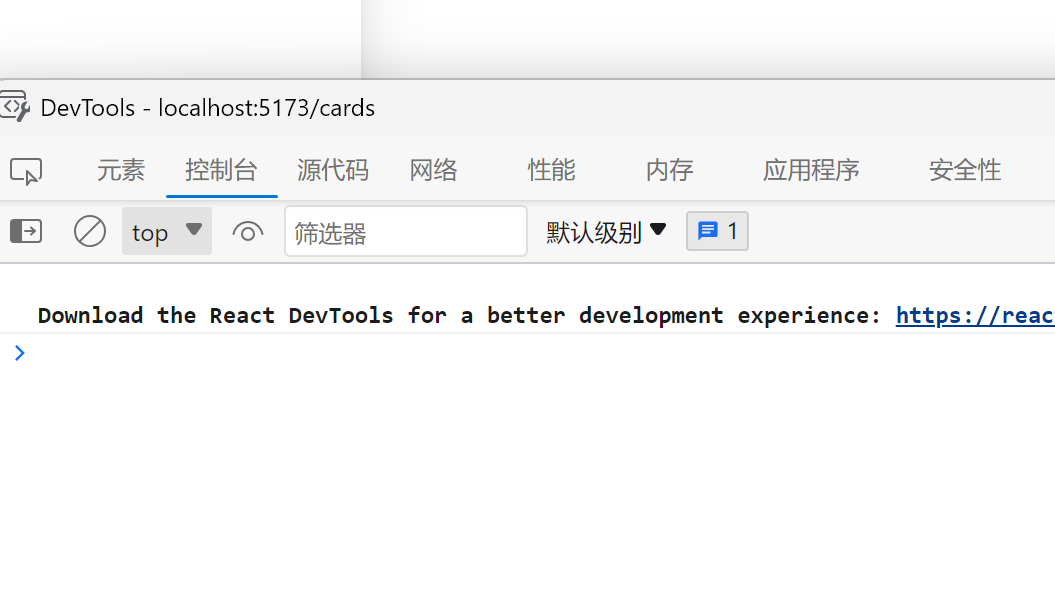 DevTools - localhost:5173/cards
元素 控制台 源代码 网络 性能 内存 应用程序 安全性
top 筛选器 默认级别 1
Download the React DevTools for a better development experience: https://reac